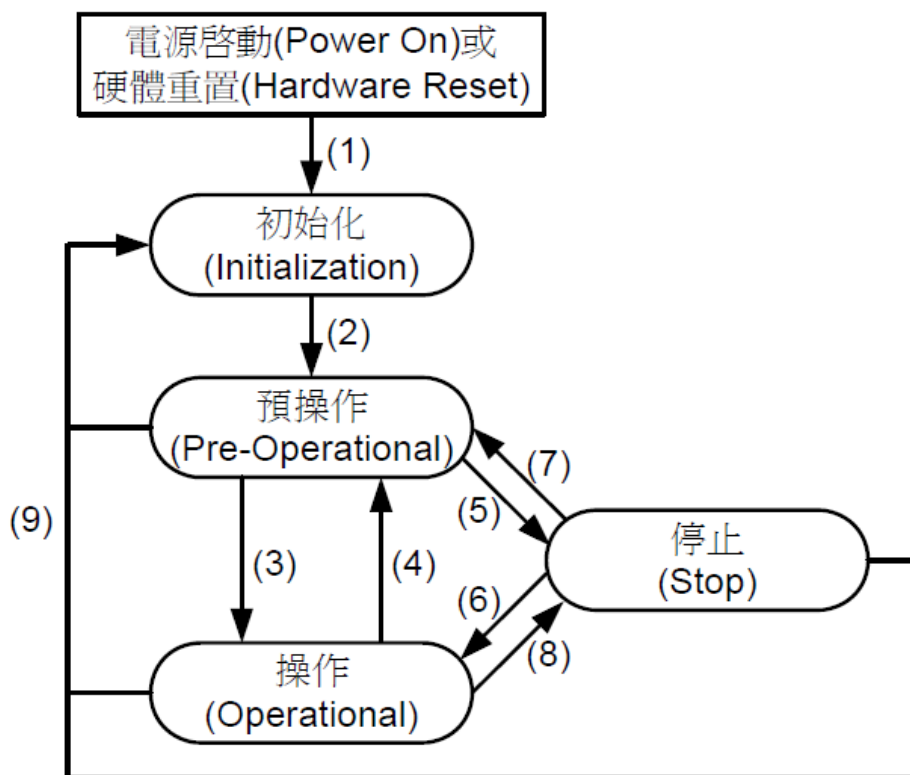 電源啓動(Power On)或
硬體重置(Hardware Reset)
(1)
初始化
(Initialization)
(2)
預操作
(Pre-Operational)
(7)
(5)
(9)
停止
(Stop)
(3)
(4)
(6)
(8)
操作
(Operational)